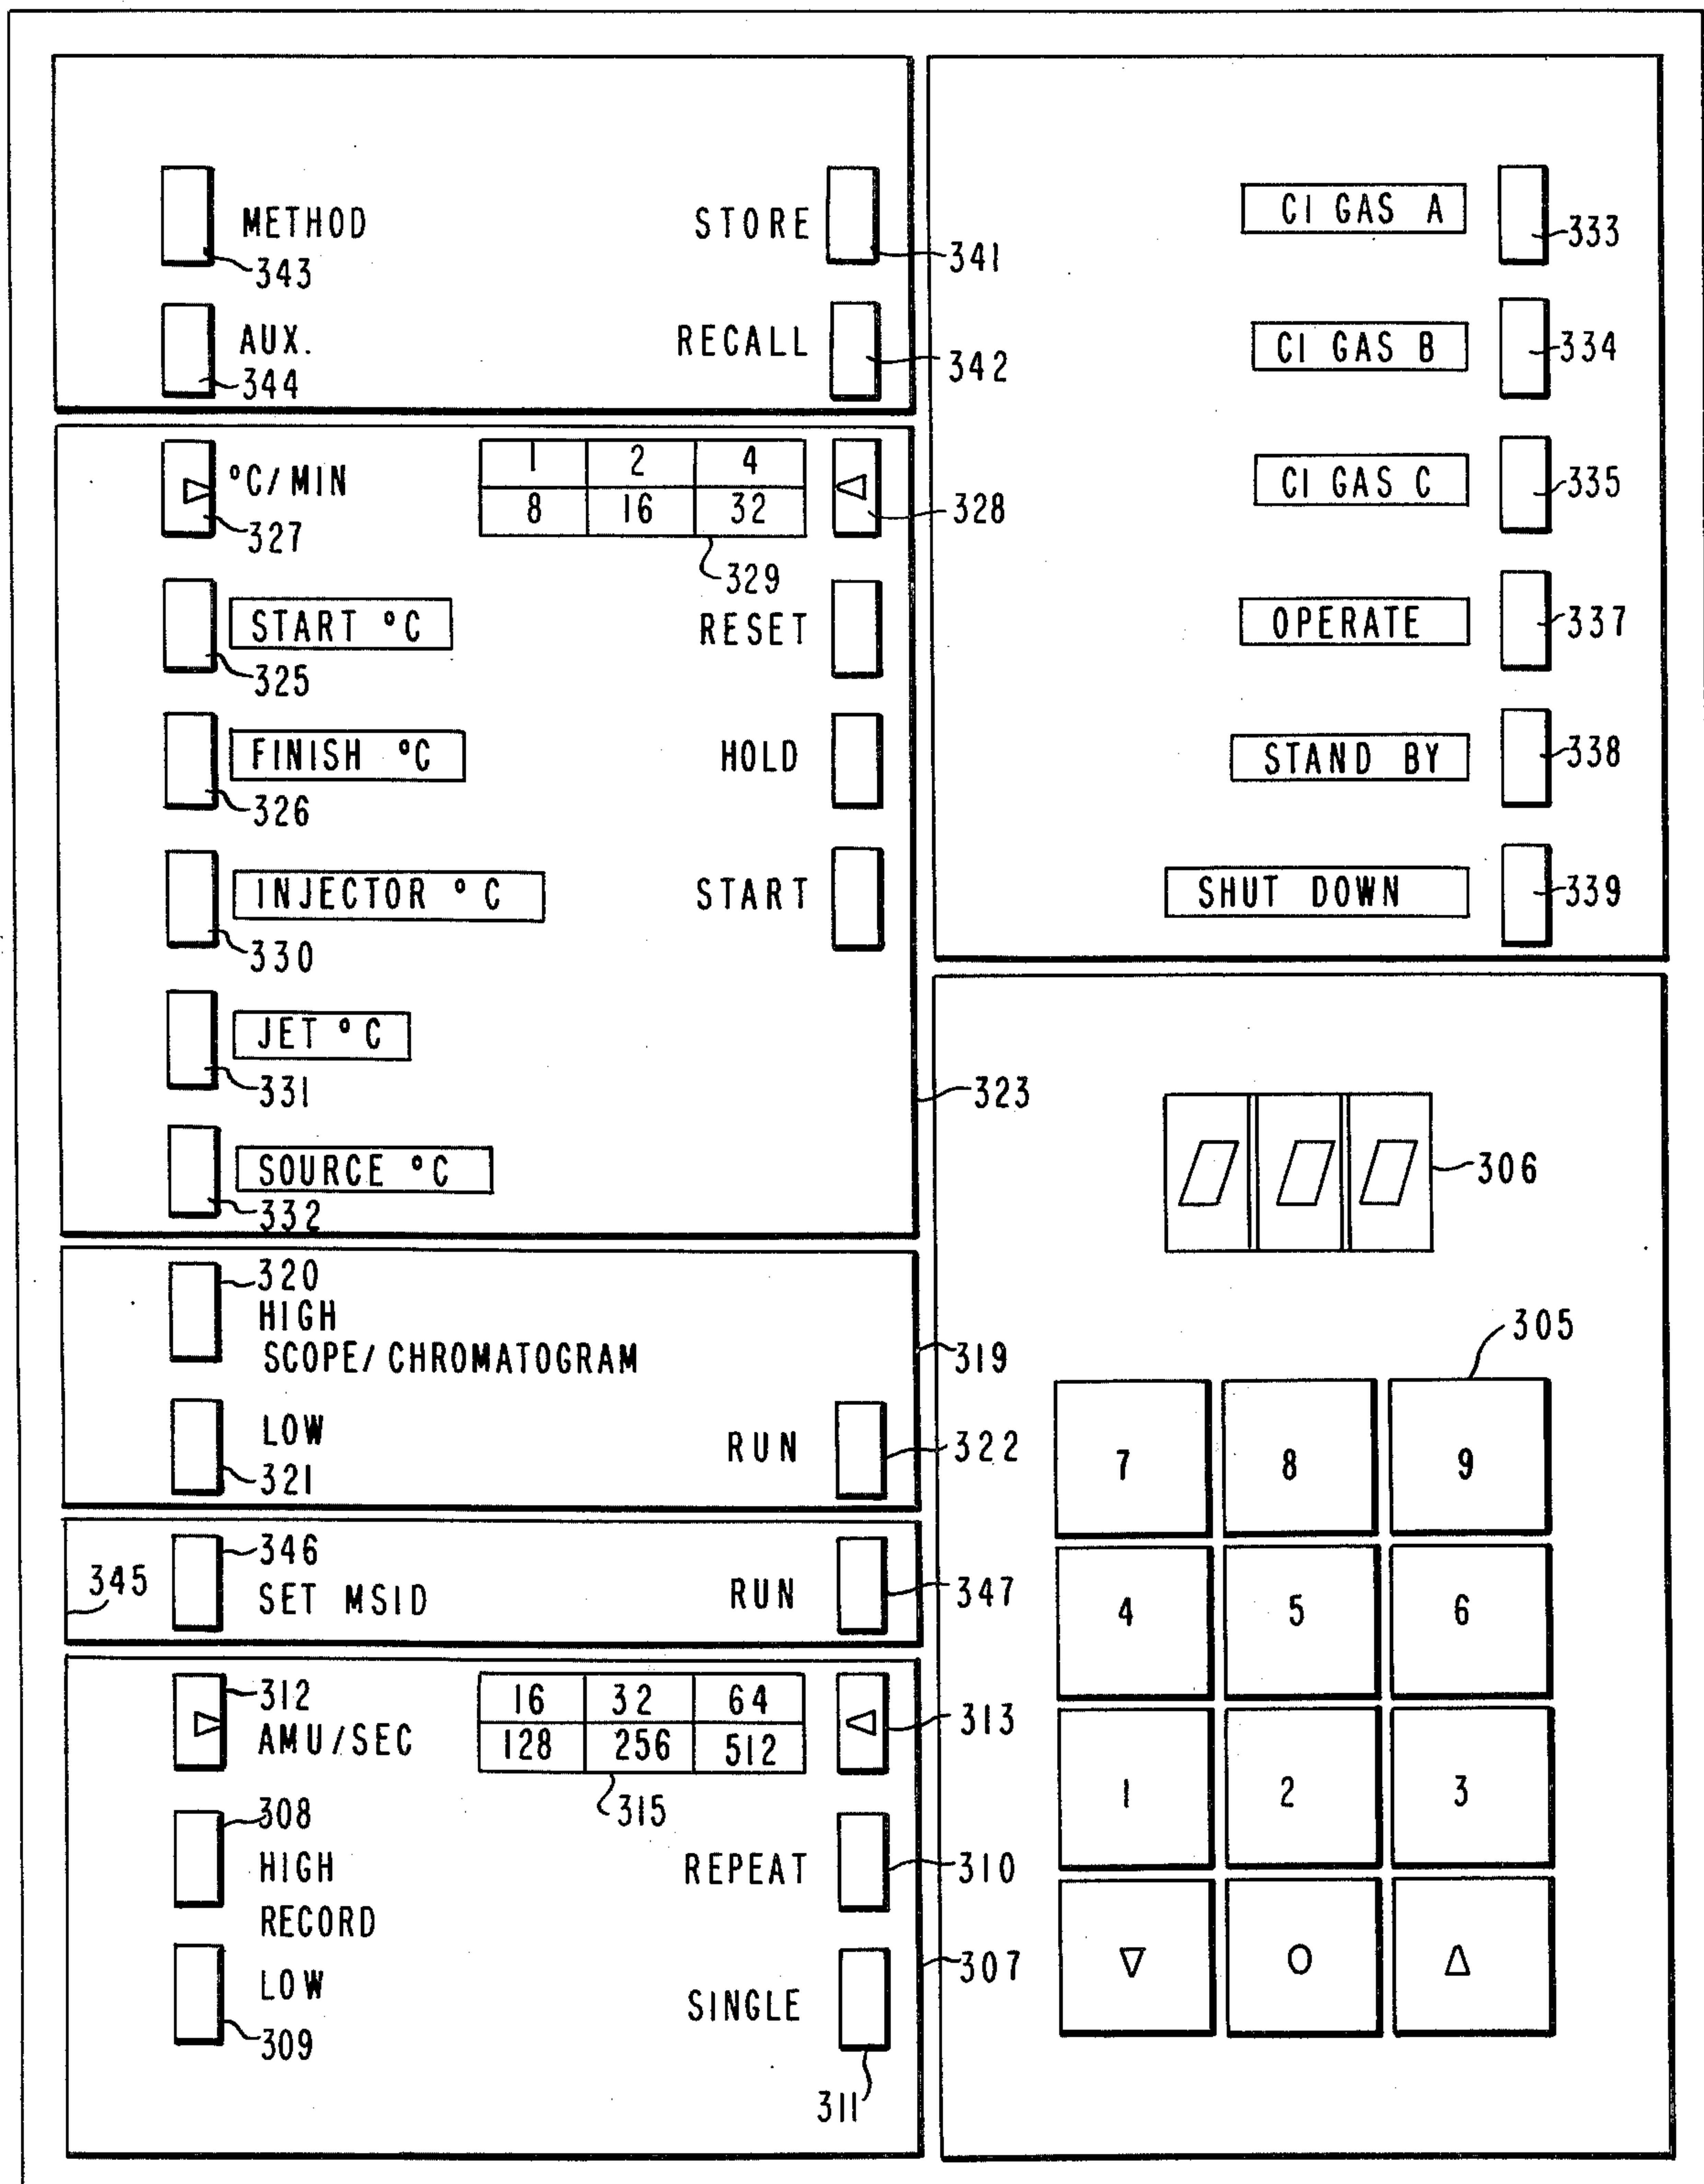 METHOD
343
STORE
341
AUX.
344
RECALL
342
°C/MIN
327
1 2 4
8 16 32
329
328
START °C
325
RESET
FINISH °C
326
HOLD
INJECTOR °C
330
START
JET °C
331
323
SOURCE °C
332
320
HIGH
SCOPE/CHROMATOGRAM
319
LOW
321
RUN
322
345
346
SET MSID
RUN
347
312
AMU/SEC
16 32 64
128 256 512
315
313
308
HIGH
REPEAT
310
RECORD
LOW
309
SINGLE
307
311
CI GAS A
333
CI GAS B
334
CI GAS C
335
OPERATE
337
STAND BY
338
SHUT DOWN
339
0 0 0
306
305
7 8 9
4 5 6
1 2 3
▽ 0 △